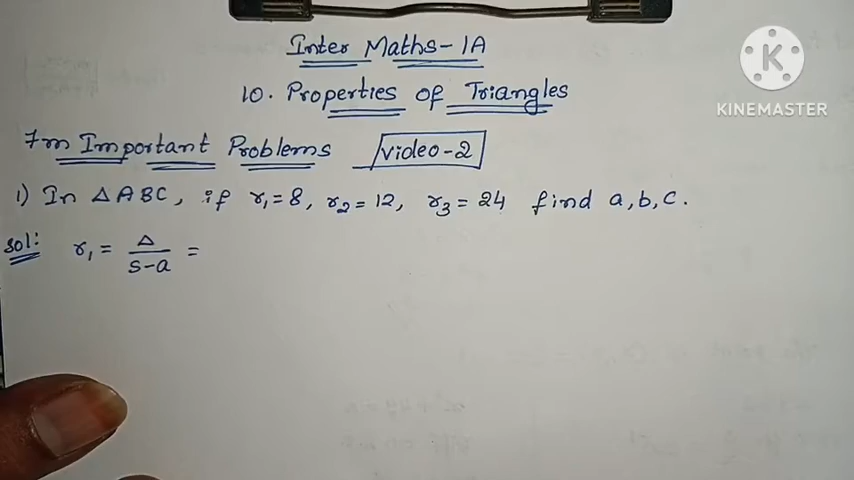 Inter Maths-1A
10. Properties of Triangles
7m Important Problems video-2
1) In △ABC, if r₁=8, r₂=12, r₃=24 find a,b,c.
Sol: r₁ = △/(s-a) =
KINEMASTER